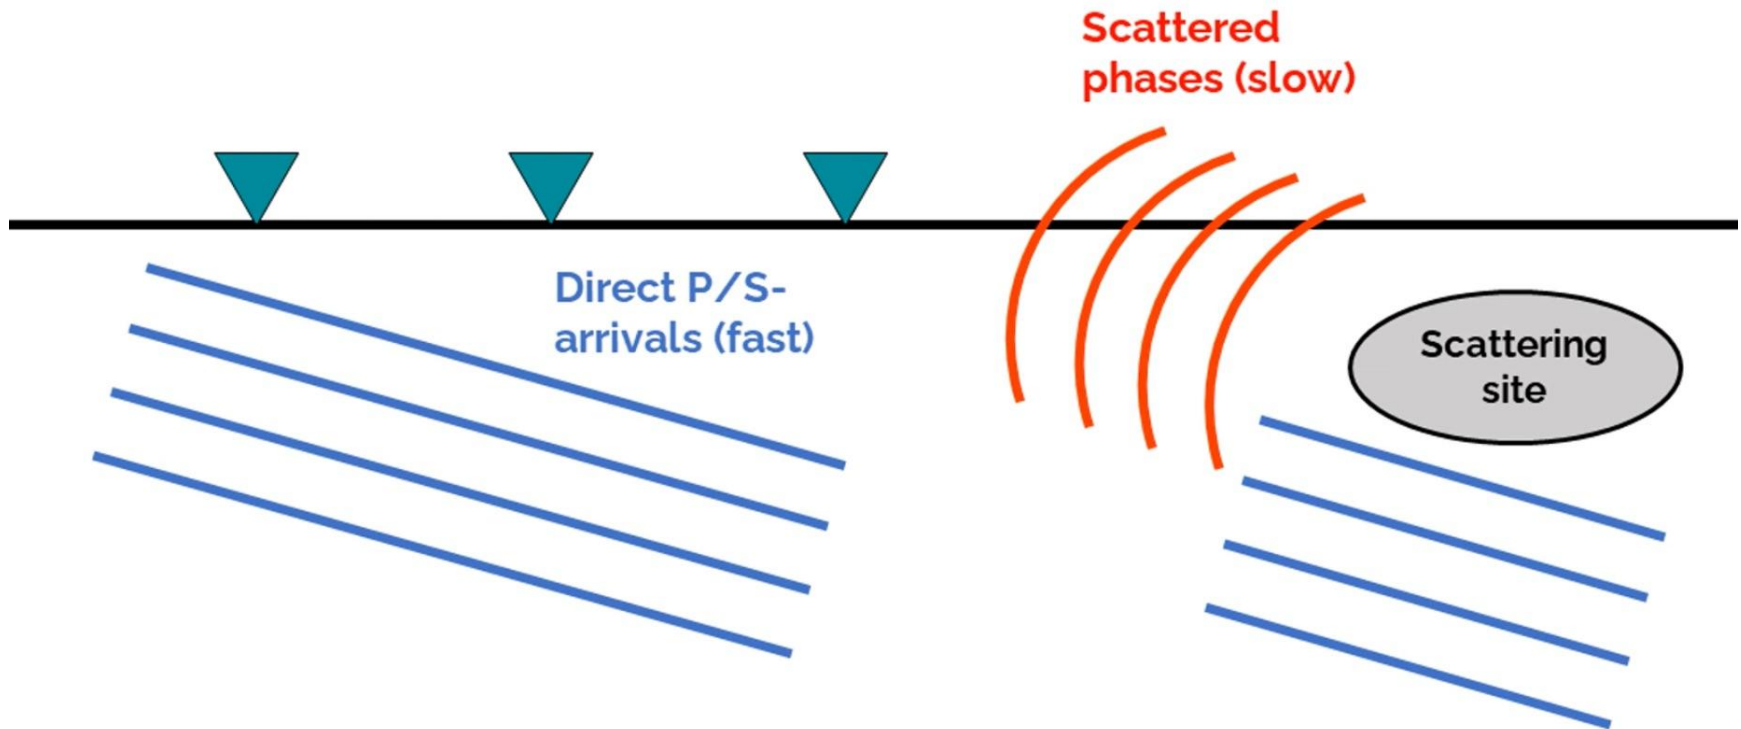 Scattered
phases (slow)
Direct P/S-
arrivals (fast)
Scattering
site